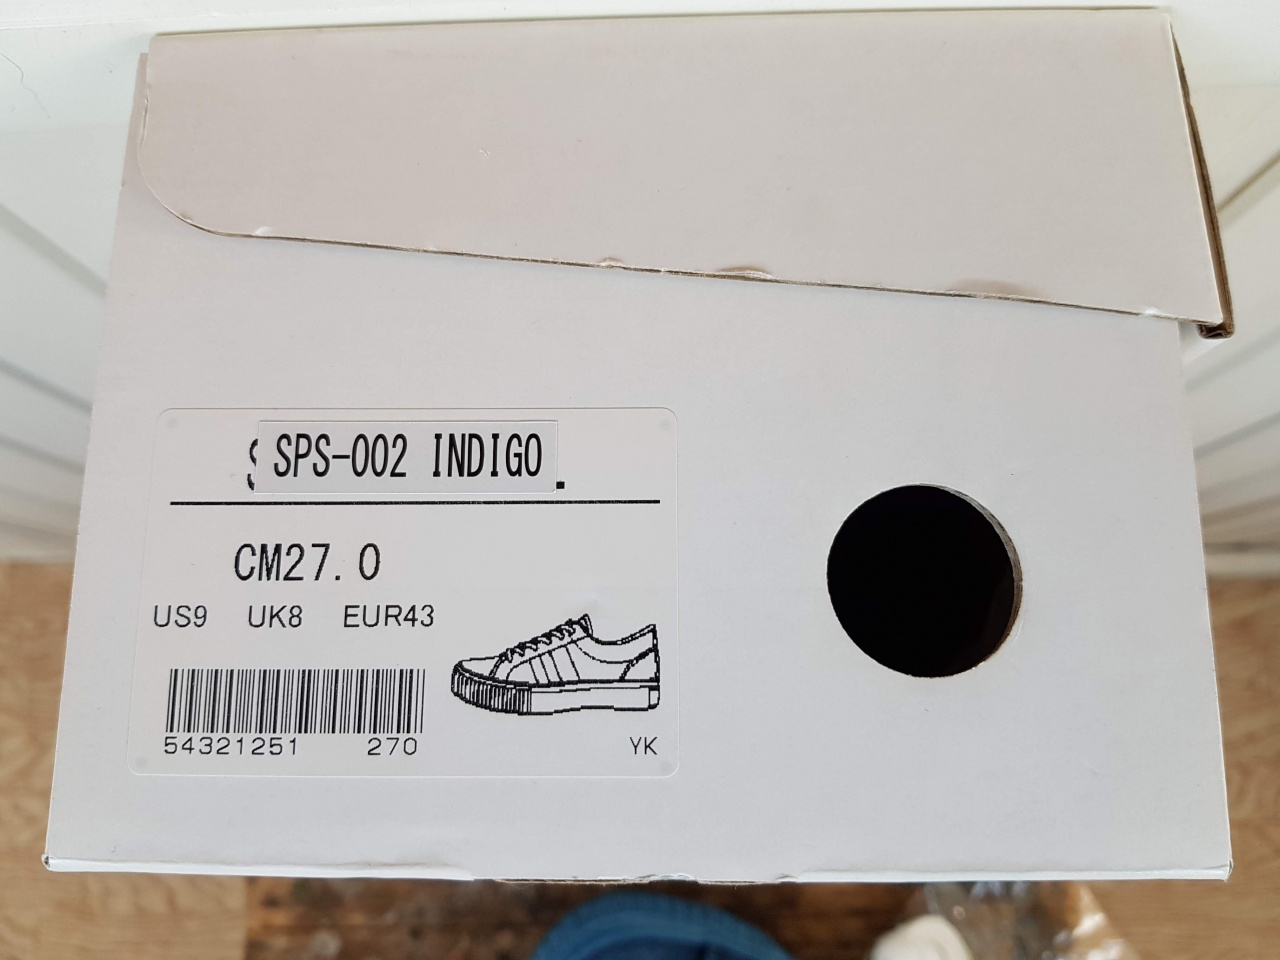 SPS-002 INDIGO
CM27.0
US9 UK8 EUR43
54321251 270
YK